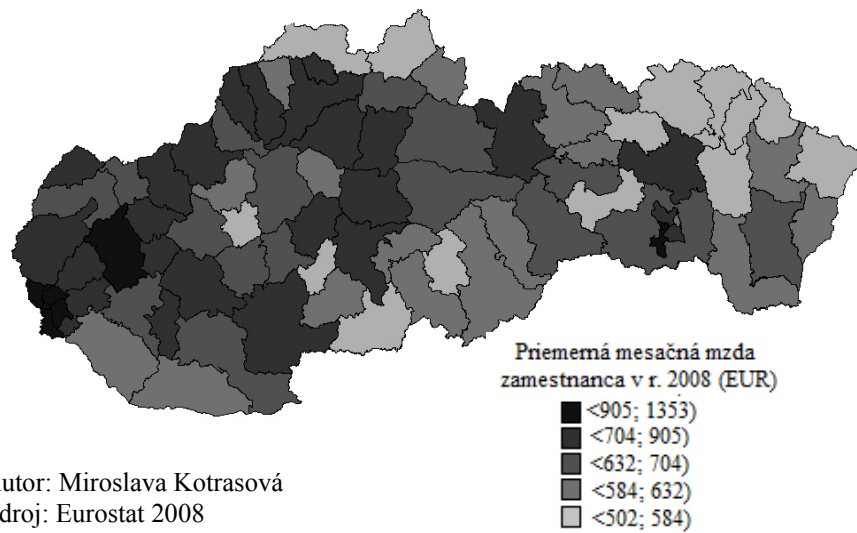 Priemerná mesačná mzda
zamestnanca v r. 2008 (EUR)
<905; 1353)
<704; 905)
<632; 704)
<584; 632)
<502; 584)
utor: Miroslava Kotrasová
droj: Eurostat 2008